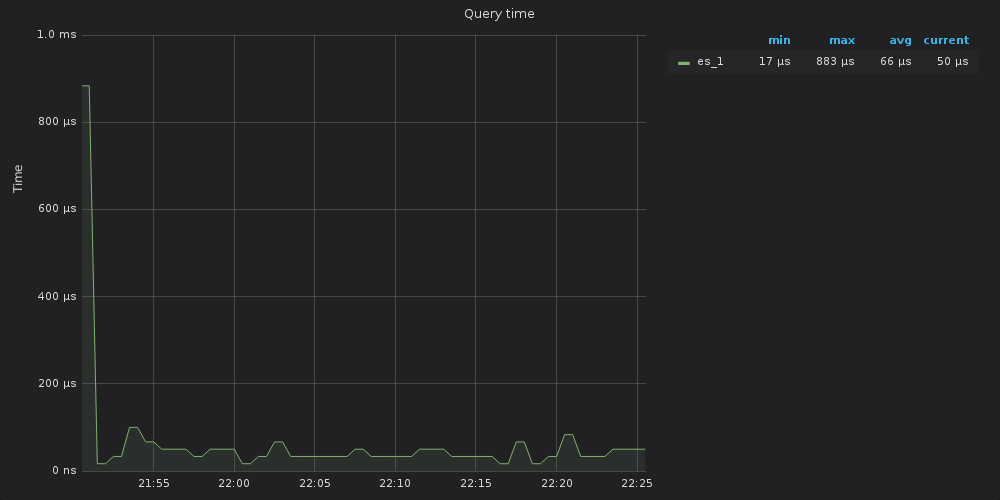 Query time
min max avg current
es_1 17 µs 883 µs 66 µs 50 µs
Time
1.0 ms
800 µs
600 µs
400 µs
200 µs
0 ns
21:55 22:00 22:05 22:10 22:15 22:20 22:25